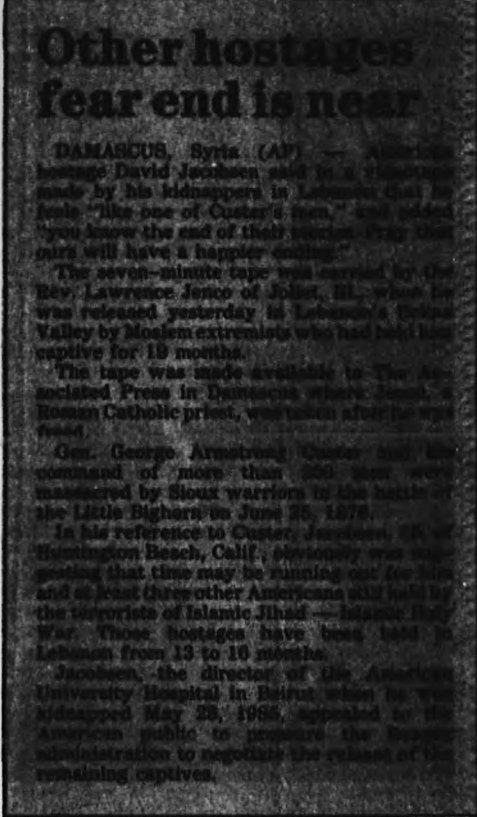 Other hostages
fear end is near
DAMASCUS, Syria (AP) — American
hostage David Jacobsen said in a videotape
made by his kidnappers in Lebanon that he
feels "like one of Custer's men," and added
"you know the end of their stories. Pray that
ours will have a happier ending."
The seven-minute tape was carried by the
Rev. Lawrence Jenco of Joliet, Ill., when he
was released yesterday in Lebanon's Bekaa
Valley by Moslem extremists who had held him
captive for 19 months.
The tape was made available to The As-
sociated Press in Damascus where Jenco, a
Roman Catholic priest, was taken after he was
freed.
Gen. George Armstrong Custer and his
command of more than 200 men were
massacred by Sioux warriors in the battle of
the Little Bighorn on June 25, 1876.
In his reference to Custer, Jacobsen, of
Huntington Beach, Calif., obviously was sug-
gesting that time may be running out for him
and at least three other Americans still held by
the terrorists of Islamic Jihad — Islamic Holy
War. Those hostages have been held in
Lebanon from 13 to 16 months.
Jacobsen, the director of the American
University Hospital in Beirut when he was
kidnapped May 28, 1985, appealed to the
American public to pressure the Reagan
administration to negotiate the release of the
remaining captives.